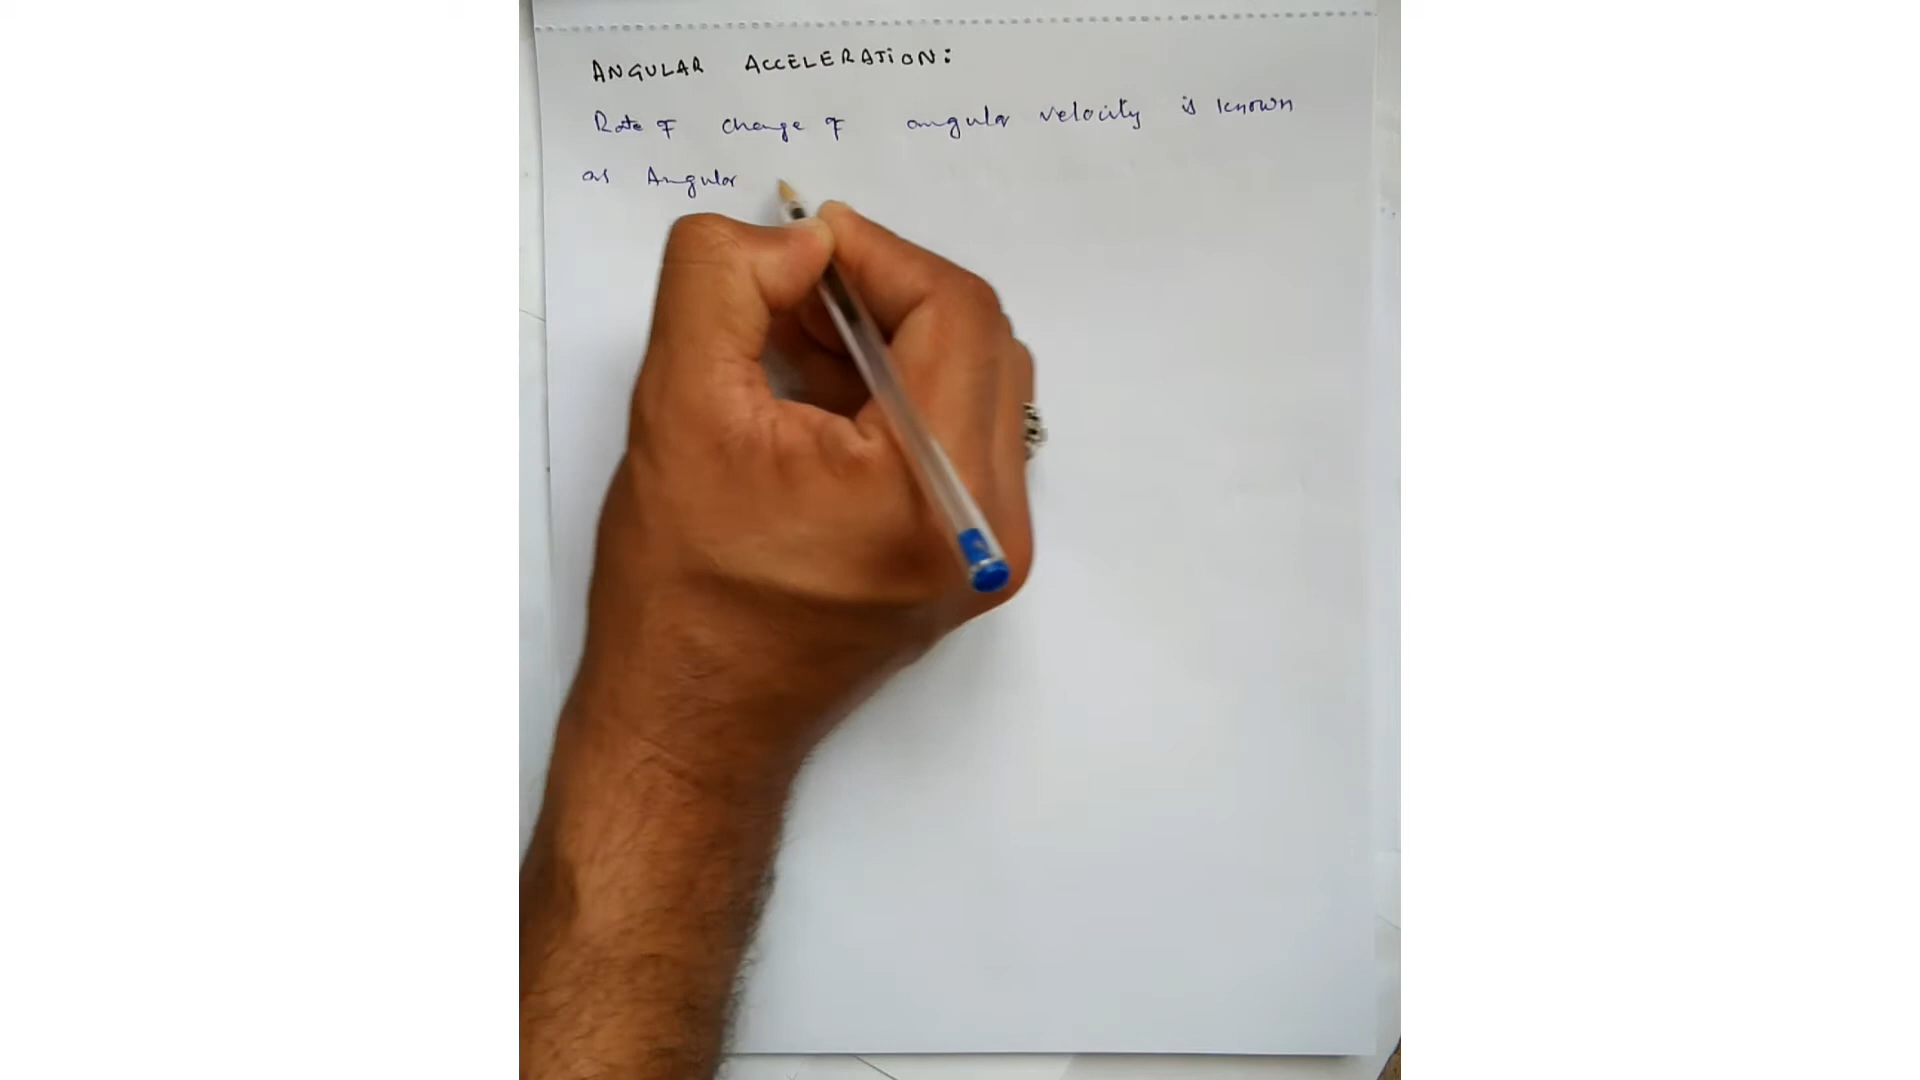 ANGULAR ACCELERATION:
Rate of change of angular velocity is known
as Angular